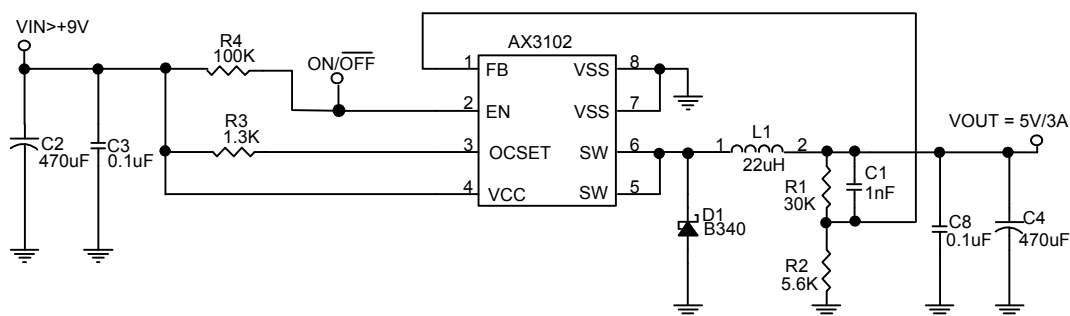 VIN>+9V
R4
100K
ON/OFF
AX3102
1
FB
VSS
8
2
EN
VSS
7
R3
1.3K
3
OCSET
SW
6
4
VCC
SW
5
C2
470uF
C3
0.1uF
1
L1
2
22uH
VOUT = 5V/3A
R1
30K
C1
1nF
D1
B340
R2
5.6K
C8
0.1uF
C4
470uF